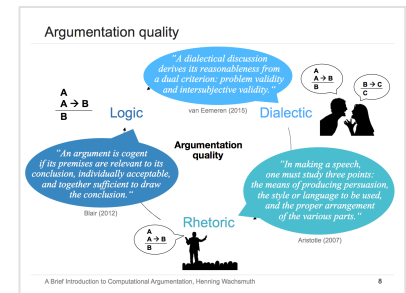 Argumentation quality
"A dialectical discussion
derives its reasonableness from
a dual criterion: problem validity
and intersubjective validity."
van Eemeren (2015)
A
A → B
B
Logic
Dialectic
A
A → B
B
B → C
C
Argumentation
quality
"An argument is cogent
if its premises are relevant to its
conclusion, individually acceptable,
and together sufficient to draw
the conclusion."
Blair (2012)
"In making a speech,
one must study three points:
the means of producing persuasion,
the style or language to be used,
and the proper arrangement
of the various parts."
Aristotle (2007)
Rhetoric
A
A → B
B
A Brief Introduction to Computational Argumentation, Henning Wachsmuth
8